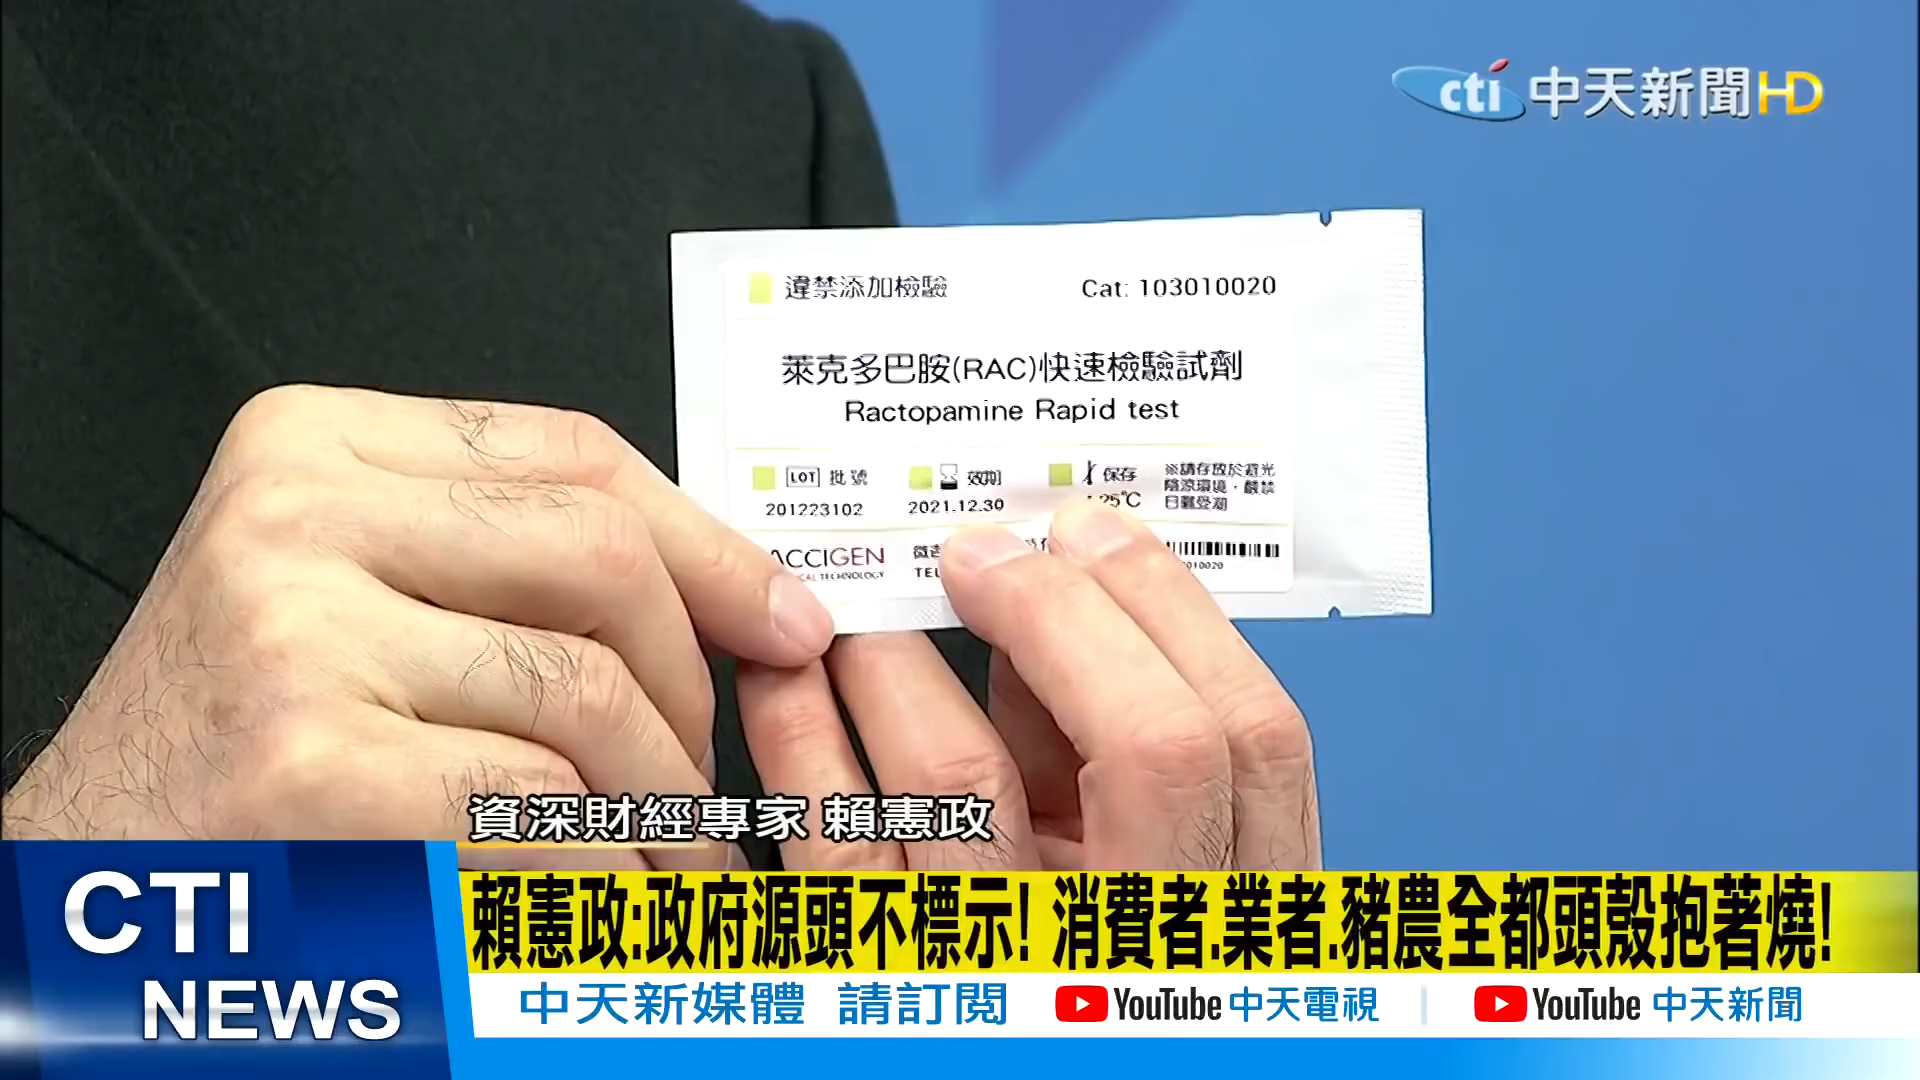 cti 中天新聞HD
違禁添加檢驗 Cat: 103010020
萊克多巴胺(RAC)快速檢驗試劑
Ractopamine Rapid test
LOT 批號 效期 保存 ※請存放於避光
陰涼環境，嚴禁
日曬受潮
201223102 2021.12.30 25℃
ACCIGEN
TECHNOLOGY TEL
資深財經專家 賴憲政
賴憲政:政府源頭不標示! 消費者.業者.豬農全都頭殼抱著燒!
CTI
NEWS
中天新媒體 請訂閱 YouTube 中天電視 YouTube 中天新聞